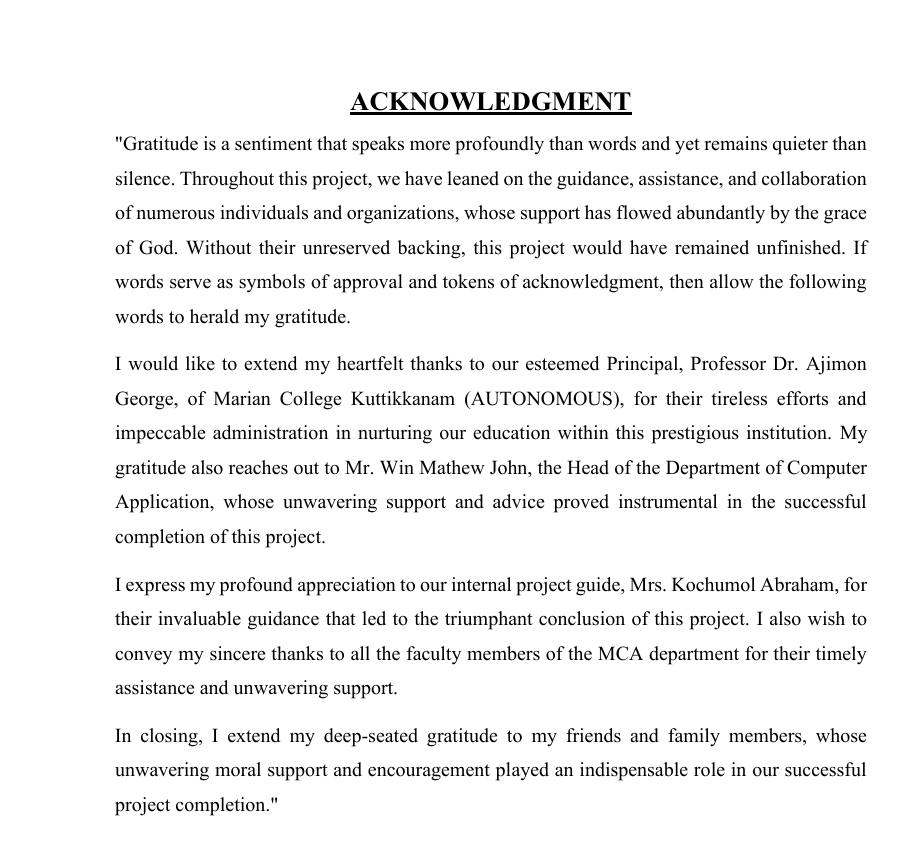 ACKNOWLEDGMENT
"Gratitude is a sentiment that speaks more profoundly than words and yet remains quieter than
silence. Throughout this project, we have leaned on the guidance, assistance, and collaboration
of numerous individuals and organizations, whose support has flowed abundantly by the grace
of God. Without their unreserved backing, this project would have remained unfinished. If
words serve as symbols of approval and tokens of acknowledgment, then allow the following
words to herald my gratitude.
I would like to extend my heartfelt thanks to our esteemed Principal, Professor Dr. Ajimon
George, of Marian College Kuttikkanam (AUTONOMOUS), for their tireless efforts and
impeccable administration in nurturing our education within this prestigious institution. My
gratitude also reaches out to Mr. Win Mathew John, the Head of the Department of Computer
Application, whose unwavering support and advice proved instrumental in the successful
completion of this project.
I express my profound appreciation to our internal project guide, Mrs. Kochumol Abraham, for
their invaluable guidance that led to the triumphant conclusion of this project. I also wish to
convey my sincere thanks to all the faculty members of the MCA department for their timely
assistance and unwavering support.
In closing, I extend my deep-seated gratitude to my friends and family members, whose
unwavering moral support and encouragement played an indispensable role in our successful
project completion."